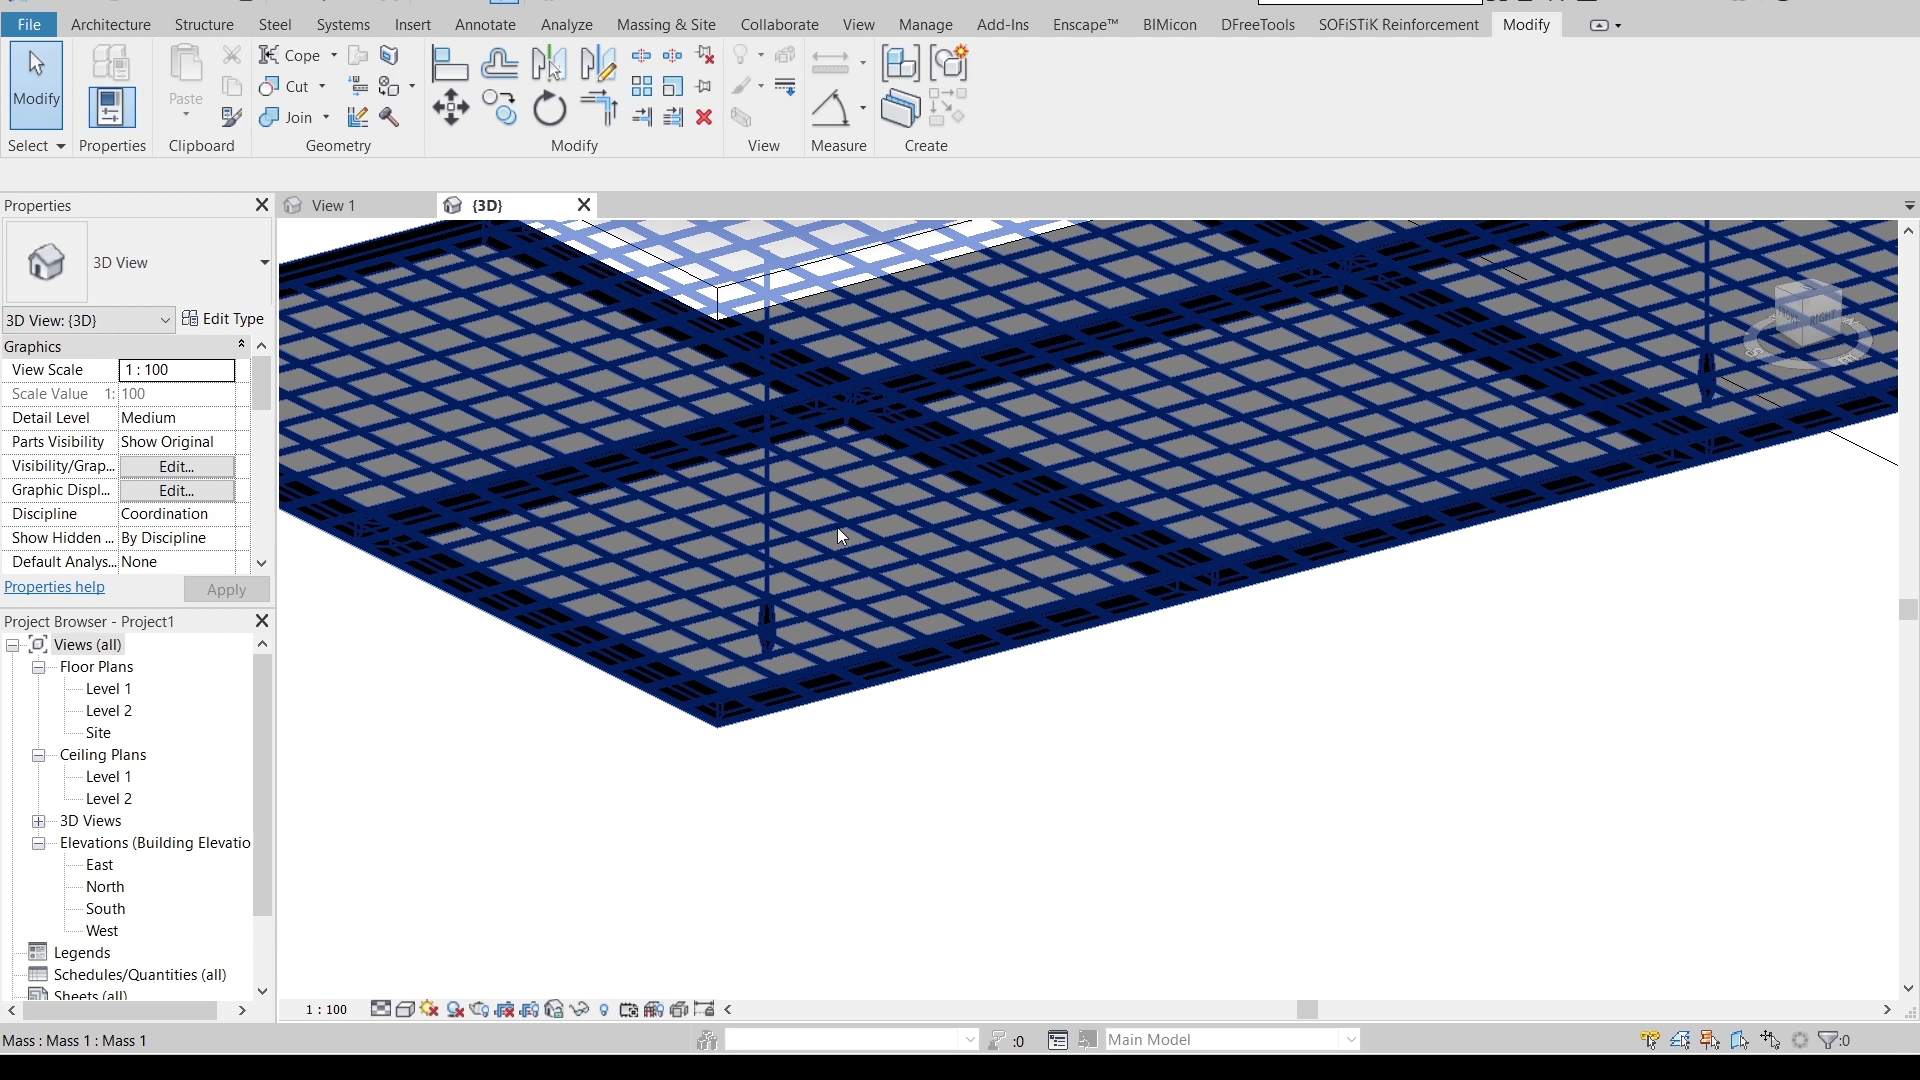 File Architecture Structure Steel Systems Insert Annotate Analyze Massing & Site Collaborate View Manage Add-Ins Enscape™ BIMicon DFreeTools SOFiSTiK Reinforcement Modify
Modify
Paste
Cope
Cut
Join
Select Properties Clipboard Geometry Modify View Measure Create
Properties
View 1
{3D}
3D View
3D View: {3D}
Edit Type
Graphics
View Scale 1 : 100
Scale Value 1: 100
Detail Level Medium
Parts Visibility Show Original
Visibility/Grap... Edit...
Graphic Displ... Edit...
Discipline Coordination
Show Hidden ... By Discipline
Default Analys... None
Properties help
Apply
RIGHT
Project Browser - Project1
Views (all)
Floor Plans
Level 1
Level 2
Site
Ceiling Plans
Level 1
Level 2
3D Views
Elevations (Building Elevatio
East
North
South
West
Legends
Schedules/Quantities (all)
Sheets (all)
1 : 100
Mass : Mass 1 : Mass 1
:0
Main Model
:0